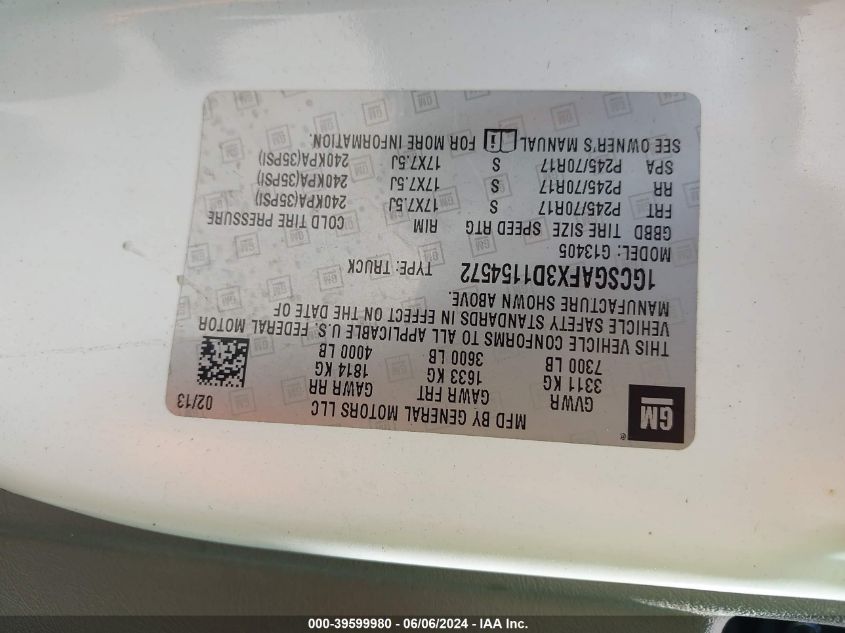 MFD BY GENERAL MOTORS LLC 02/13
GM ®
GVWR GAWR FRT GAWR RR
3311 KG 1633 KG 1814 KG
7300 LB 3600 LB 4000 LB
THIS VEHICLE CONFORMS TO ALL APPLICABLE U.S. FEDERAL MOTOR
VEHICLE SAFETY STANDARDS IN EFFECT ON THE DATE OF
MANUFACTURE SHOWN ABOVE.
1GCSGAFX3D1154572 TYPE: TRUCK
MODEL: G13405
GBBD TIRE SIZE SPEED RTG RIM COLD TIRE PRESSURE
FRT P245/70R17 S 17X7.5J 240KPA(35PSI)
RR P245/70R17 S 17X7.5J 240KPA(35PSI)
SPA P245/70R17 S 17X7.5J 240KPA(35PSI)
SEE OWNER'S MANUAL FOR MORE INFORMATION.
000-39599980 - 06/06/2024 - IAA Inc.